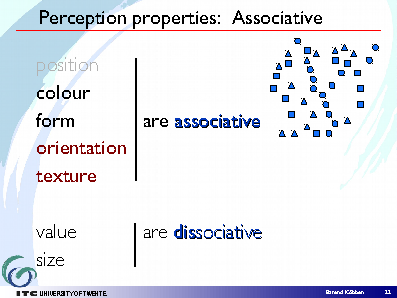 Perception properties: Associative
position
colour
form
are associative
orientation
texture
value
are dissociative
size
ITC UNIVERSITY OF TWENTE.
Barend Köbben
22